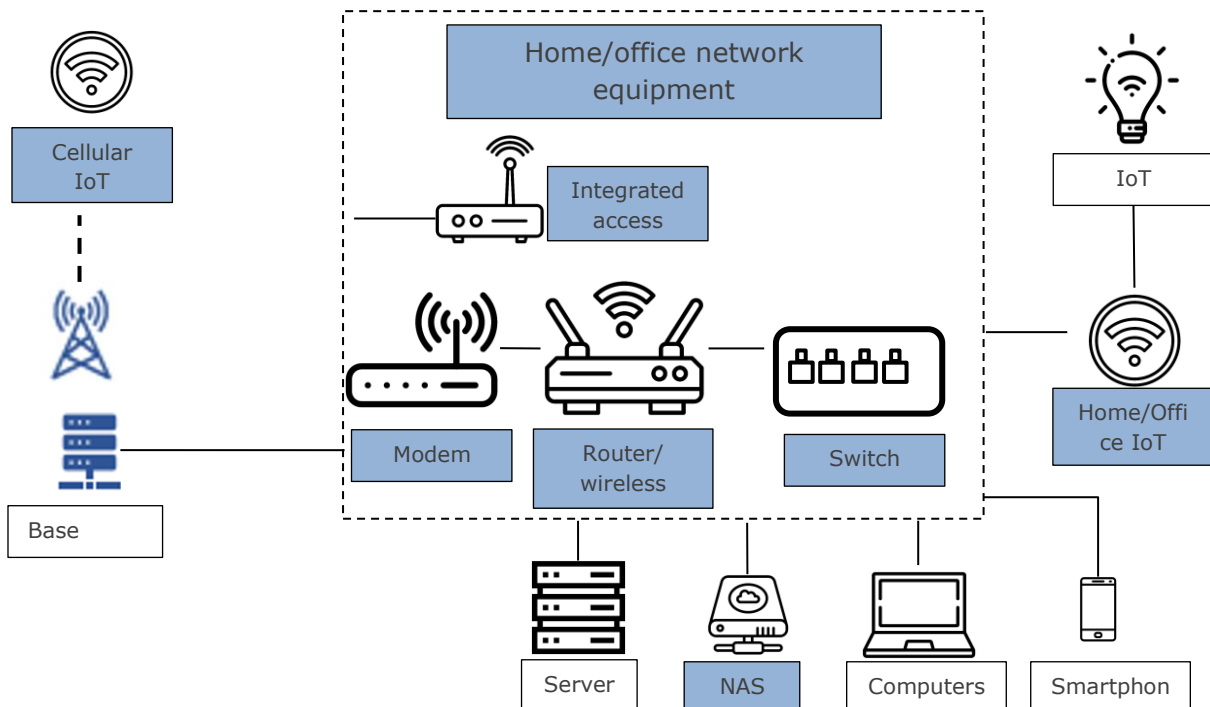 Home/office network
equipment
Cellular
IoT
Integrated
access
IoT
Modem
Router/
wireless
Switch
Home/Offi
ce IoT
Base
Server
NAS
Computers
Smartphon